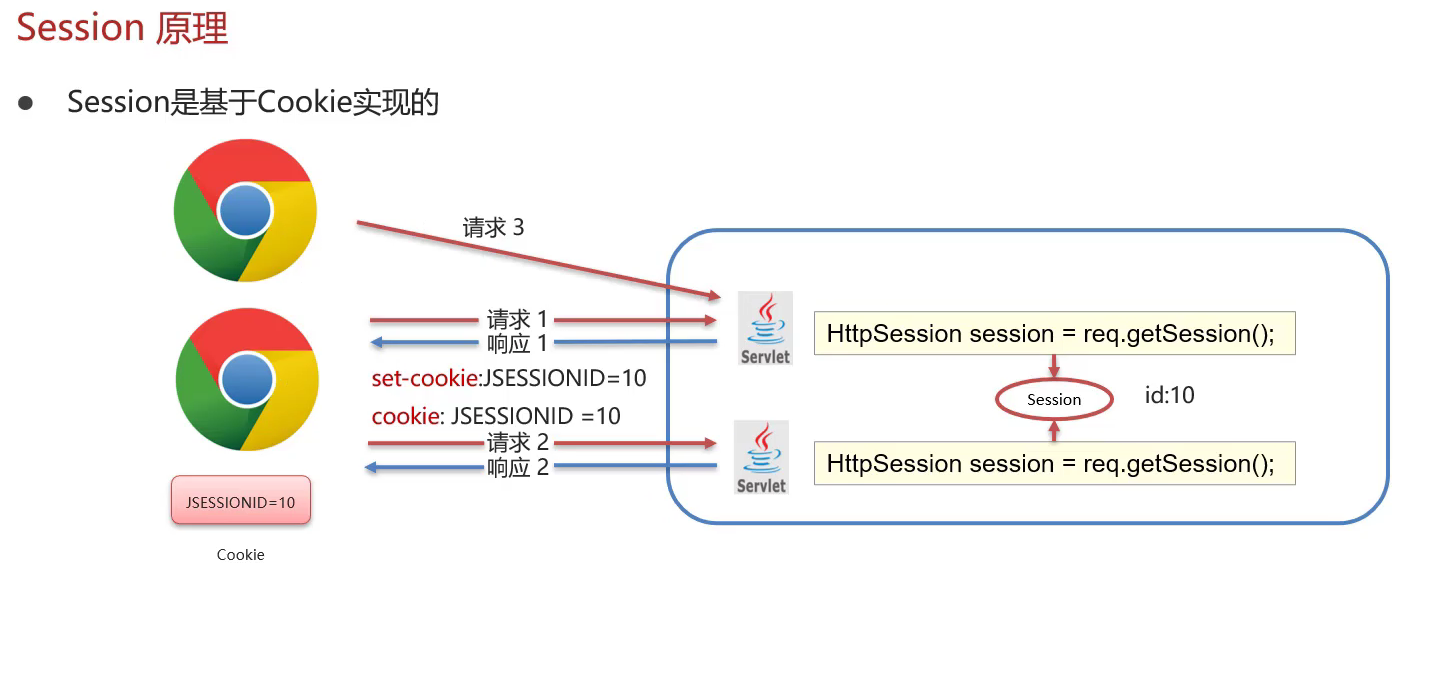 Session 原理
● Session是基于Cookie实现的
请求 3
请求 1
响应 1
set-cookie:JSESSIONID=10
cookie: JSESSIONID =10
请求 2
响应 2
JSESSIONID=10
Cookie
Servlet
HttpSession session = req.getSession();
Session
id:10
Servlet
HttpSession session = req.getSession();